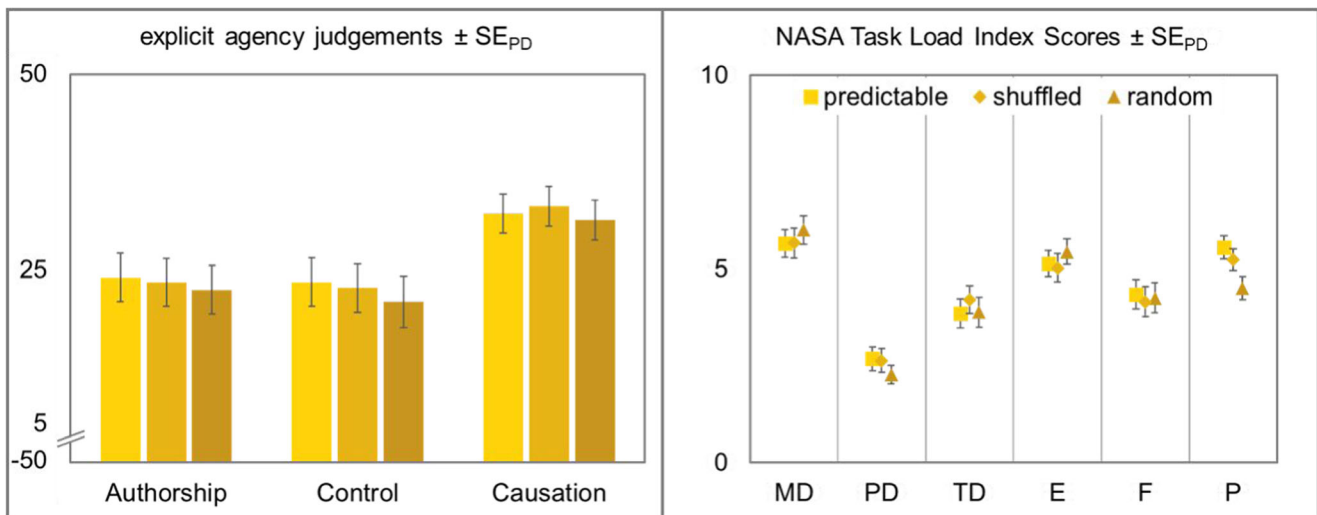 explicit agency judgements ± SEPD
50
25
5
-50
Authorship Control Causation
NASA Task Load Index Scores ± SEPD
10
predictable shuffled random
5
0
MD PD TD E F P